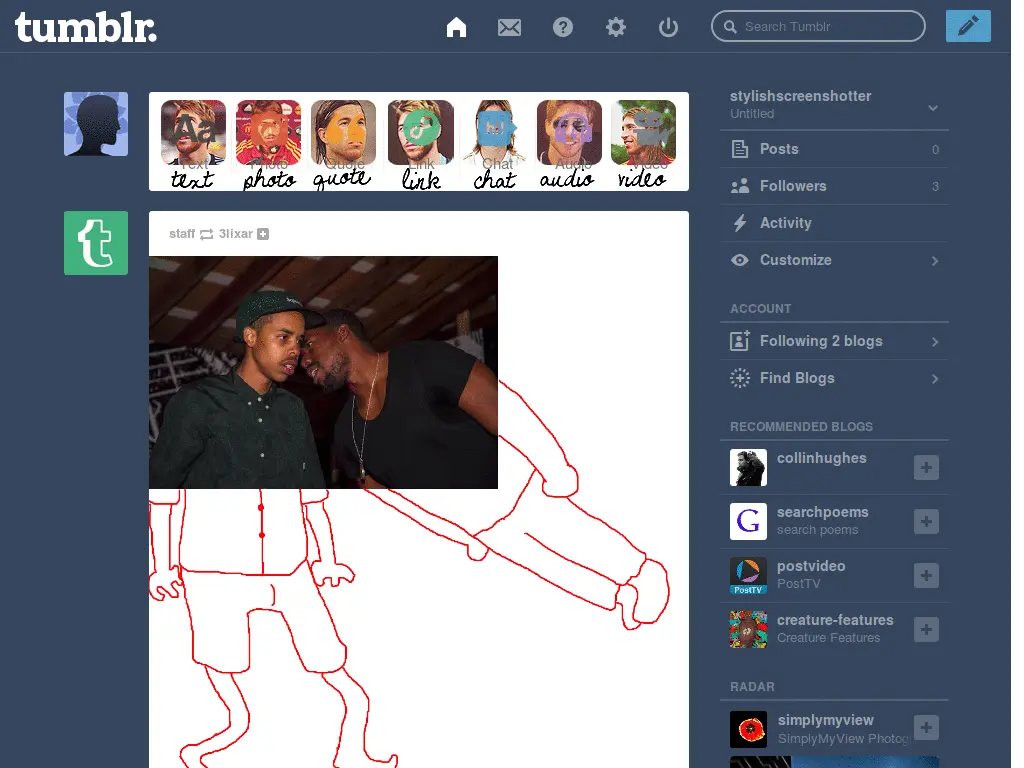 tumblr.
Search Tumblr
Aa
Text Photo Quote Link Chat Audio Video
text photo quote link chat audio video
staff 3lixar
stylishscreenshotter
Untitled
Posts 0
Followers 3
Activity
Customize
ACCOUNT
Following 2 blogs
Find Blogs
RECOMMENDED BLOGS
collinhughes
searchpoems
search poems
G
postvideo
PostTV
PostTV
creature-features
Creature Features
RADAR
simplymyview
SimplyMyView Photog